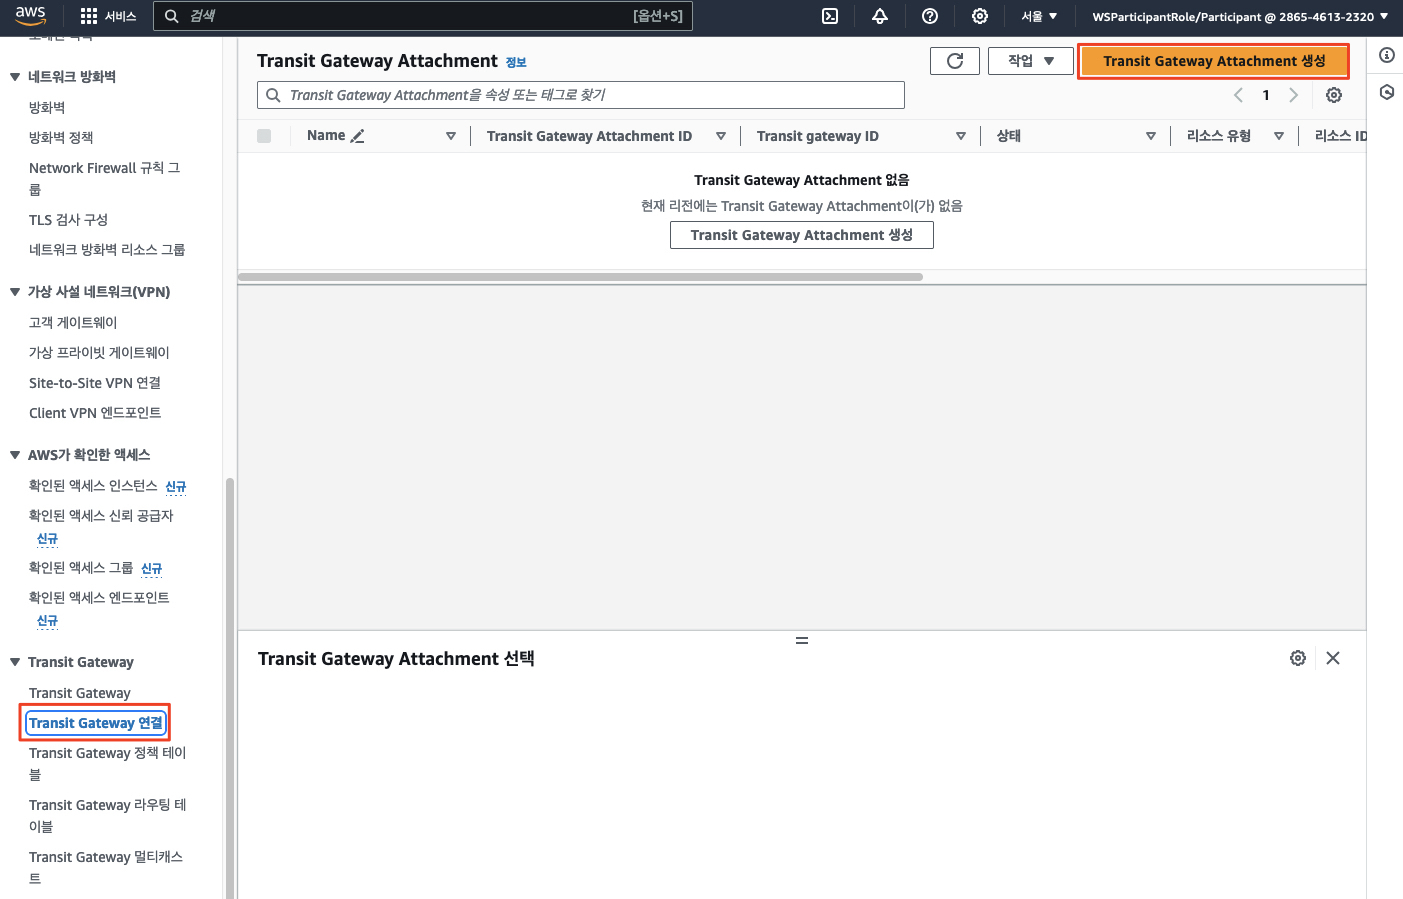 aws
서비스
검색
[옵션+S]
서울
WSParticipantRole/Participant @ 2865-4613-2320
네트워크 방화벽
방화벽
방화벽 정책
Network Firewall 규칙 그
룹
TLS 검사 구성
네트워크 방화벽 리소스 그룹
가상 사설 네트워크(VPN)
고객 게이트웨이
가상 프라이빗 게이트웨이
Site-to-Site VPN 연결
Client VPN 엔드포인트
AWS가 확인한 액세스
확인된 액세스 인스턴스 신규
확인된 액세스 신뢰 공급자
신규
확인된 액세스 그룹 신규
확인된 액세스 엔드포인트
신규
Transit Gateway
Transit Gateway
Transit Gateway 연결
Transit Gateway 정책 테이
블
Transit Gateway 라우팅 테
이블
Transit Gateway 멀티캐스
트
Transit Gateway Attachment 정보
작업
Transit Gateway Attachment 생성
Transit Gateway Attachment을 속성 또는 태그로 찾기
1
Name
Transit Gateway Attachment ID
Transit gateway ID
상태
리소스 유형
리소스 ID
Transit Gateway Attachment 없음
현재 리전에는 Transit Gateway Attachment이(가) 없음
Transit Gateway Attachment 생성
Transit Gateway Attachment 선택